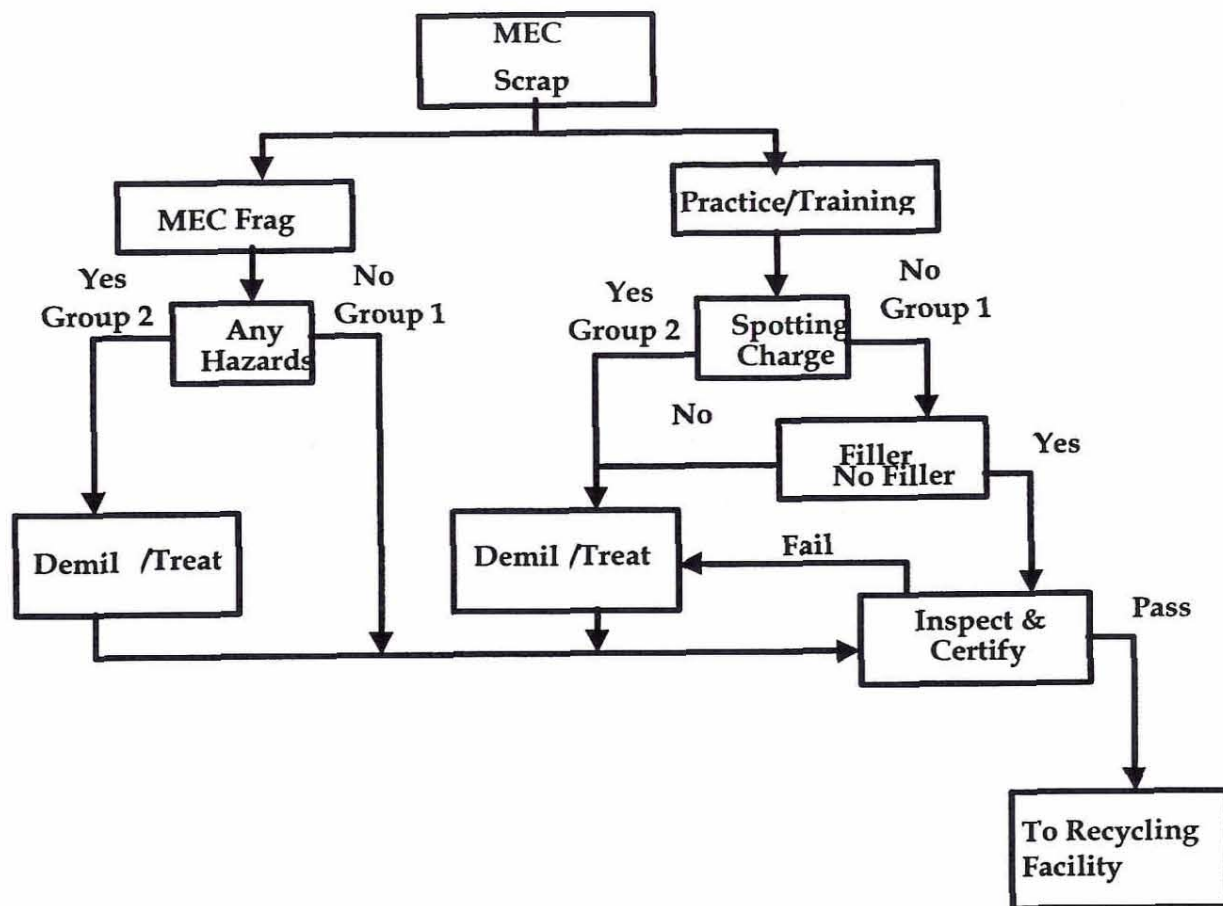 MEC
Scrap
MEC Frag
Practice/Training
Yes
Group 2
No
Group 1
Any
Hazards
Yes
Group 2
No
Group 1
Spotting
Charge
No
Filler
No Filler
Yes
Demil /Treat
Demil /Treat
Fail
Inspect &
Certify
Pass
To Recycling
Facility